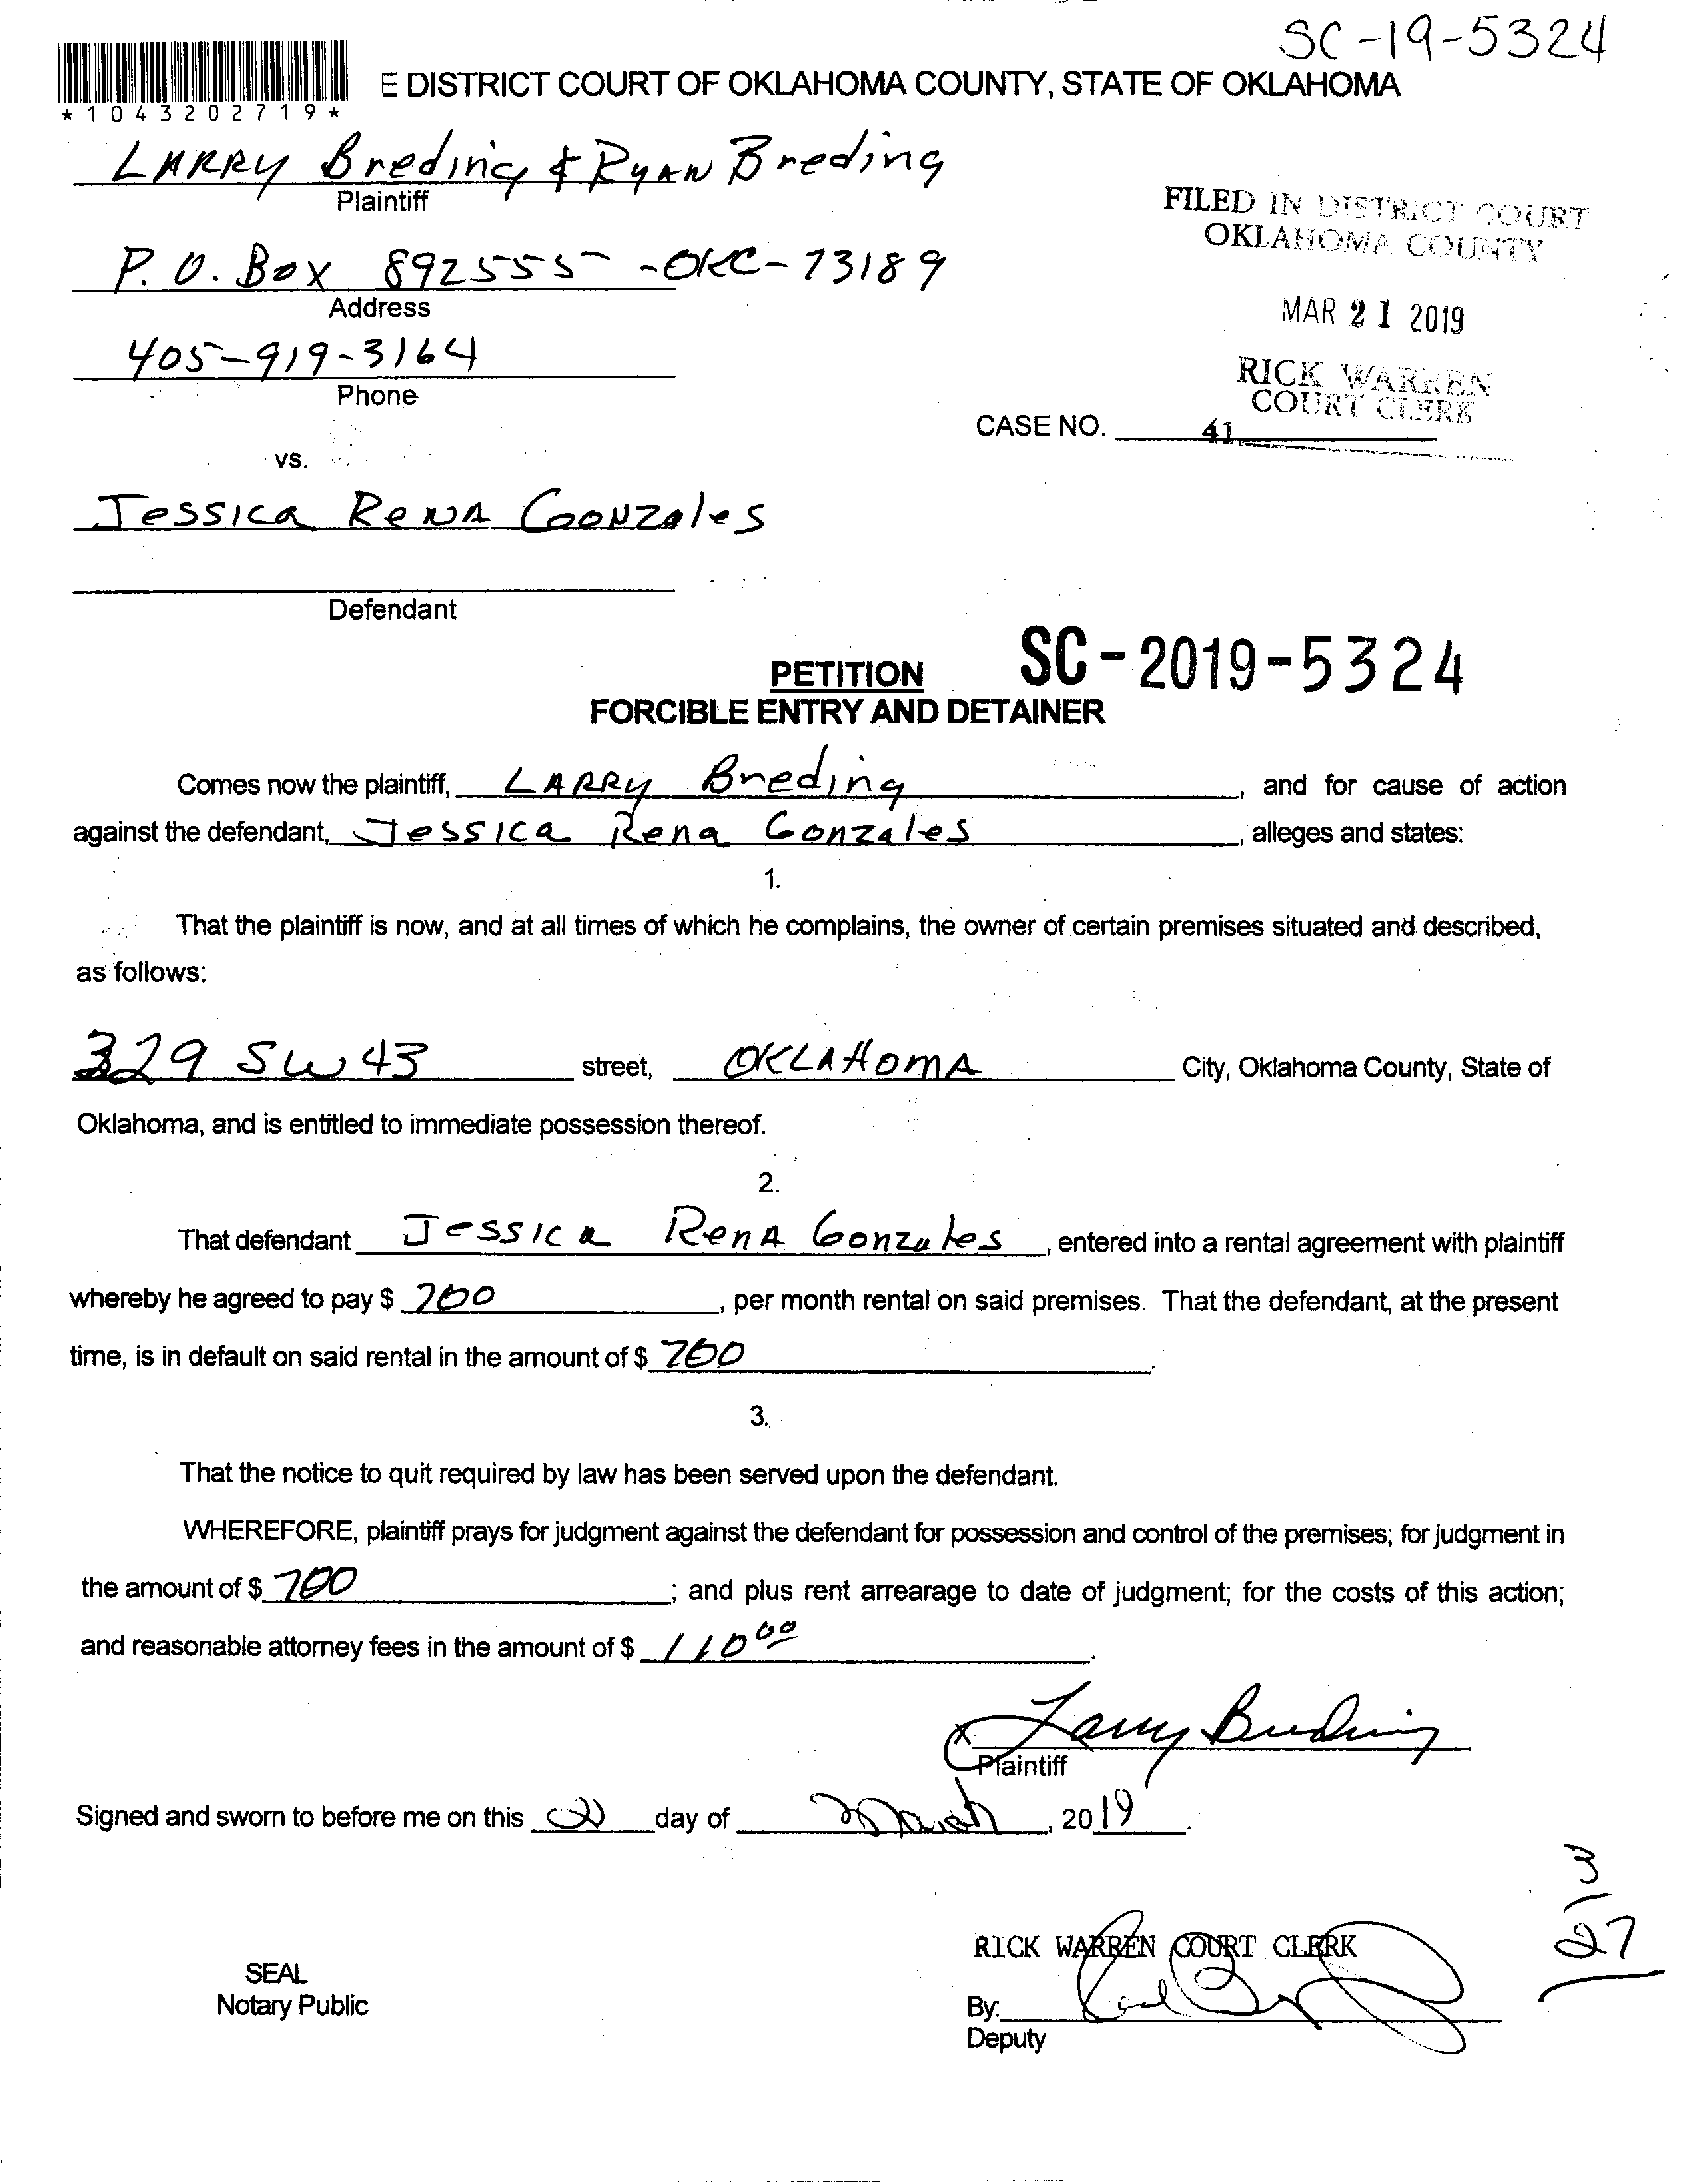 SC-19-5324
E DISTRICT COURT OF OKLAHOMA COUNTY, STATE OF OKLAHOMA
*1043202719*
LARRY Breding & RYAN Breding
Plaintiff
FILED IN DISTRICT COURT
OKLAHOMA COUNTY
P. O. Box 892555 -OKC-73189
Address
MAR 21 2019
405-919-3164
Phone
RICK WARREN
COURT CLERK
CASE NO. 41
vs.
Jessica Rena Gonzales
Defendant
SC-2019-5324
PETITION
FORCIBLE ENTRY AND DETAINER
Comes now the plaintiff, LARRY Breding, and for cause of action
against the defendant, Jessica Rena Gonzales, alleges and states:
1.
That the plaintiff is now, and at all times of which he complains, the owner of certain premises situated and described,
as follows:
329 SW 43 street, OKLAHOMA City, Oklahoma County, State of
Oklahoma, and is entitled to immediate possession thereof.
2.
That defendant Jessica Rena Gonzales, entered into a rental agreement with plaintiff
whereby he agreed to pay $ 700, per month rental on said premises. That the defendant, at the present
time, is in default on said rental in the amount of $ 700.
3.
That the notice to quit required by law has been served upon the defendant.
WHEREFORE, plaintiff prays for judgment against the defendant for possession and control of the premises; for judgment in
the amount of $ 700; and plus rent arrearage to date of judgment; for the costs of this action;
and reasonable attorney fees in the amount of $ 110 00.
X Larry Breding
Plaintiff
Signed and sworn to before me on this 21 day of March, 2019.
3/27
RICK WARREN COURT CLERK
SEAL
Notary Public
By:
Deputy